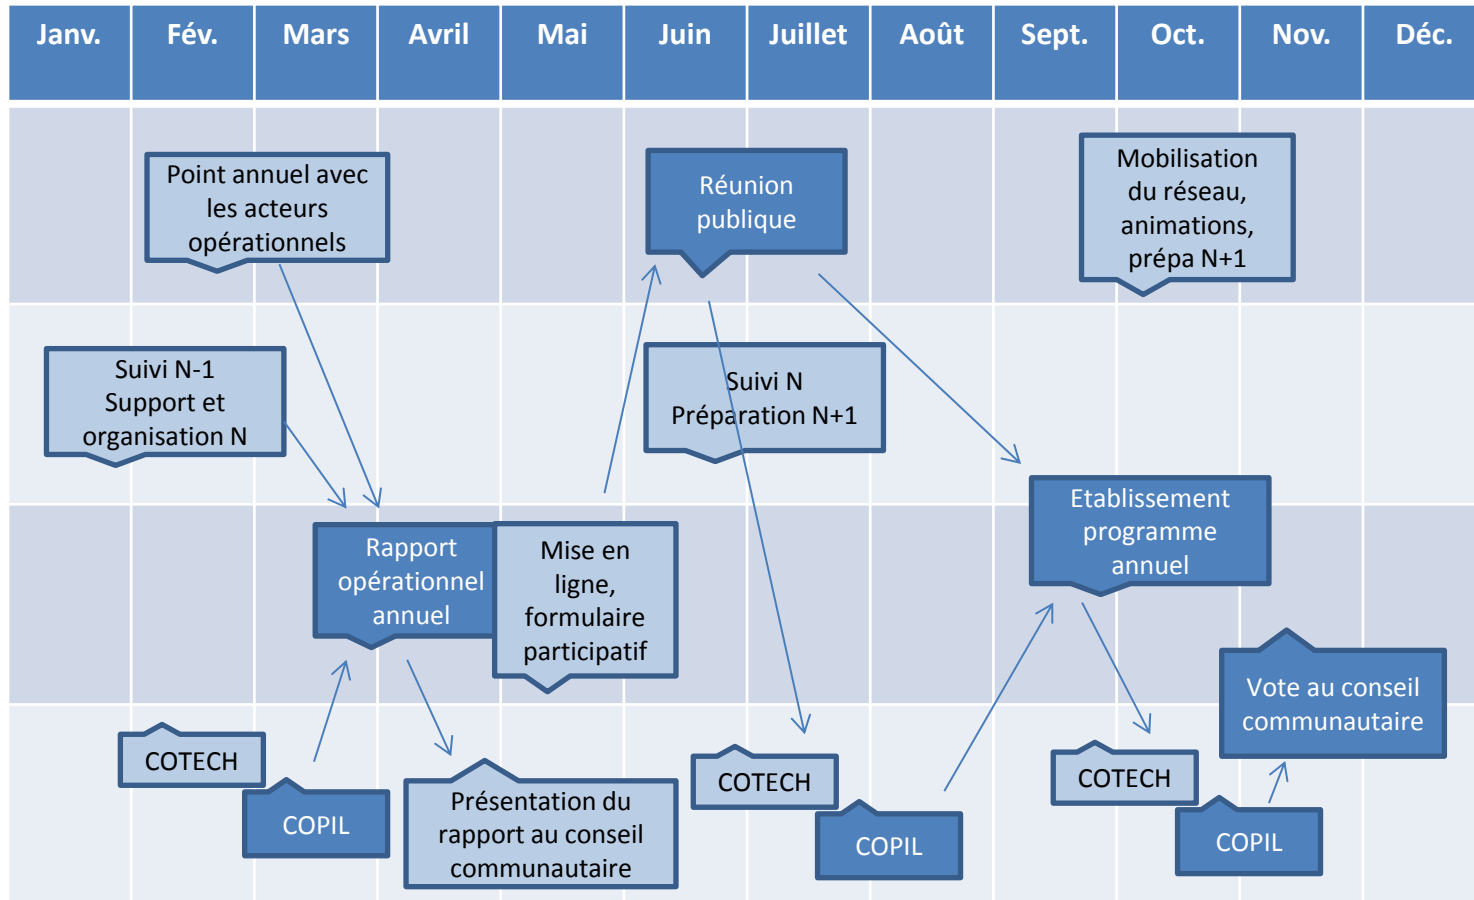 Janv. Fév. Mars Avril Mai Juin Juillet Août Sept. Oct. Nov. Déc.
Point annuel avec
les acteurs
opérationnels
Réunion
publique
Mobilisation
du réseau,
animations,
prépa N+1
Suivi N-1
Support et
organisation N
Suivi N
Préparation N+1
Rapport
opérationnel
annuel
Mise en
ligne,
formulaire
participatif
Etablissement
programme
annuel
Vote au conseil
communautaire
COTECH
COPIL
Présentation du
rapport au conseil
communautaire
COTECH
COPIL
COTECH
COPIL